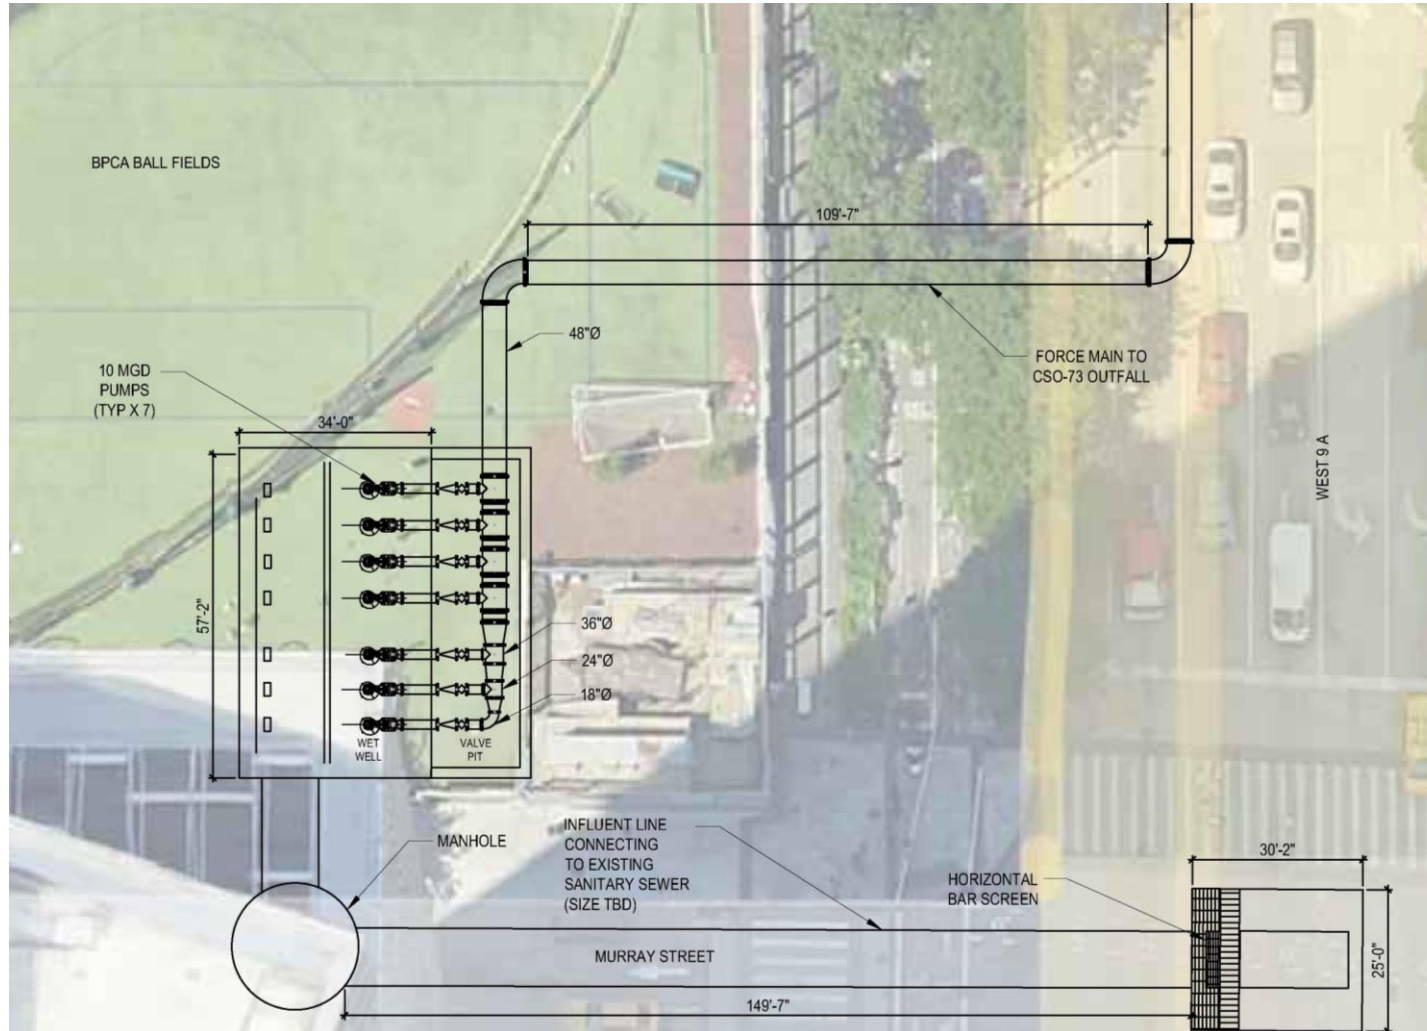 BPCA BALL FIELDS
109'-7"
48"Ø
10 MGD
PUMPS
(TYP X 7)
FORCE MAIN TO
CSO-73 OUTFALL
34'-0"
WEST 9 A
57'-2"
36"Ø
24"Ø
18"Ø
WET
WELL
VALVE
PIT
MANHOLE
INFLUENT LINE
CONNECTING
TO EXISTING
SANITARY SEWER
(SIZE TBD)
HORIZONTAL
BAR SCREEN
30'-2"
MURRAY STREET
25'-0"
149'-7"